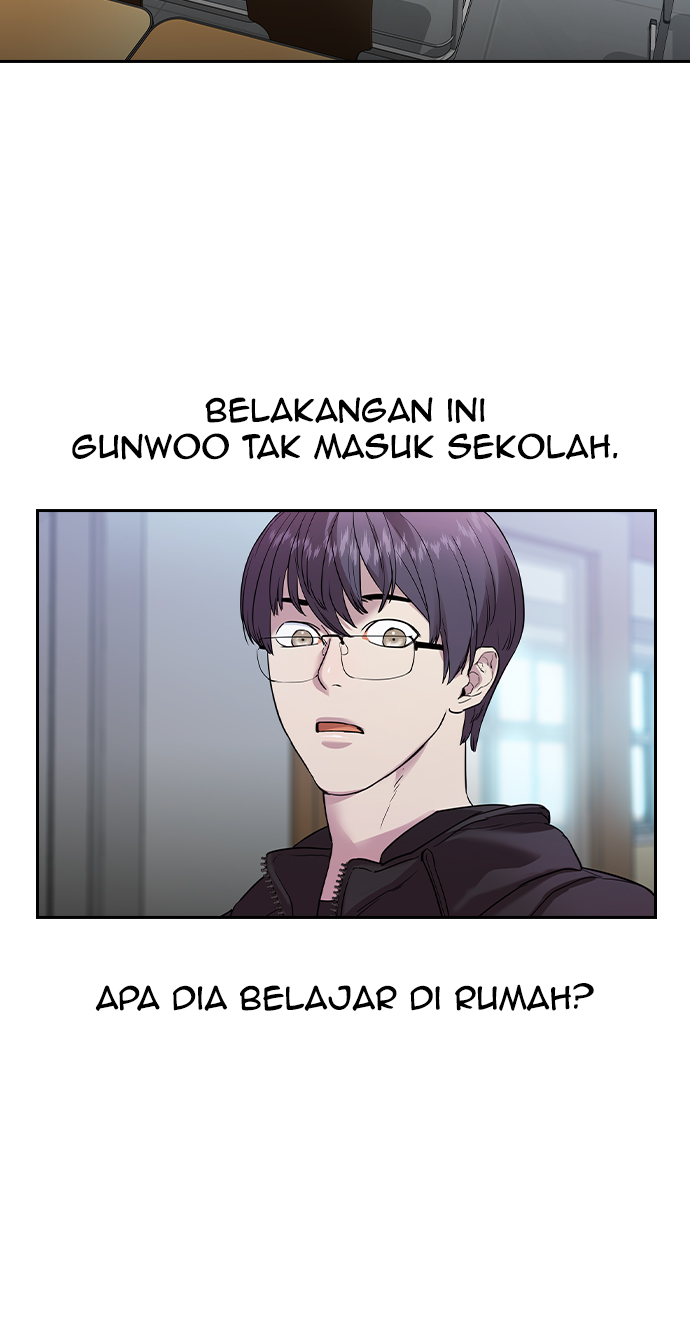 BELAKANGAN INI
GUNWOO TAK MASUK SEKOLAH.
APA DIA BELAJAR DI RUMAH?